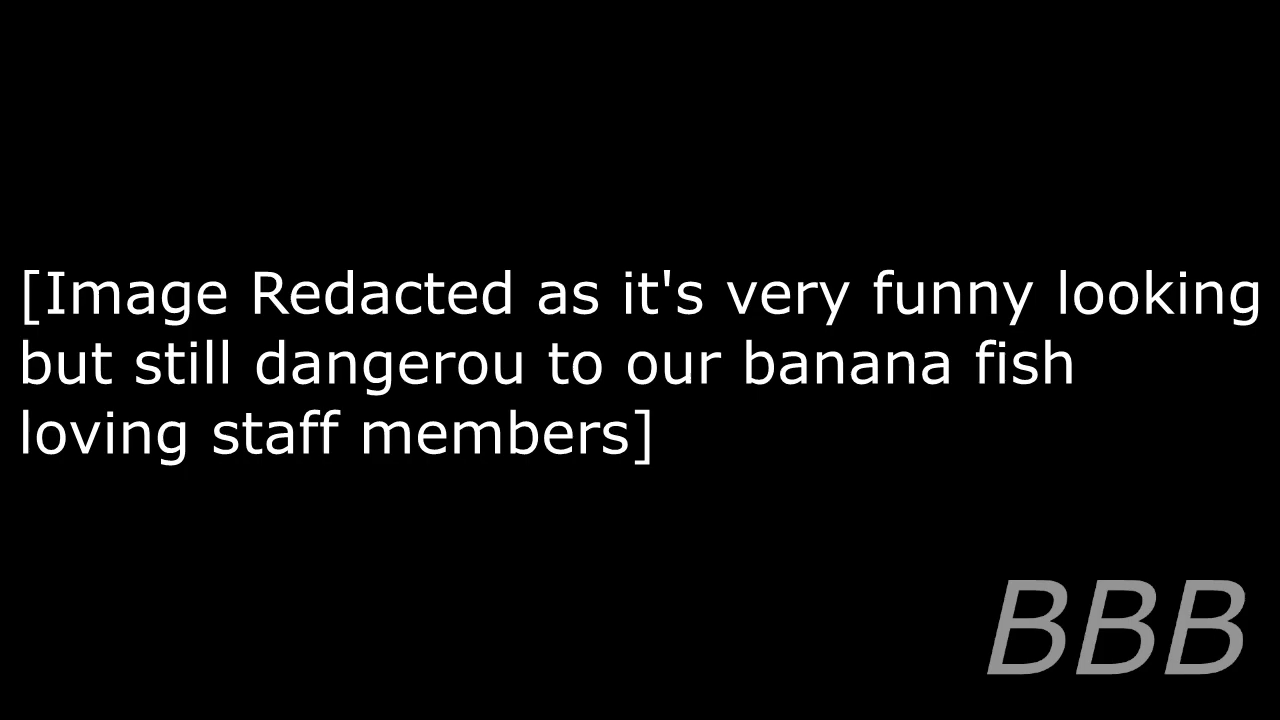 [Image Redacted as it's very funny looking
but still dangerou to our banana fish
loving staff members]
BBB